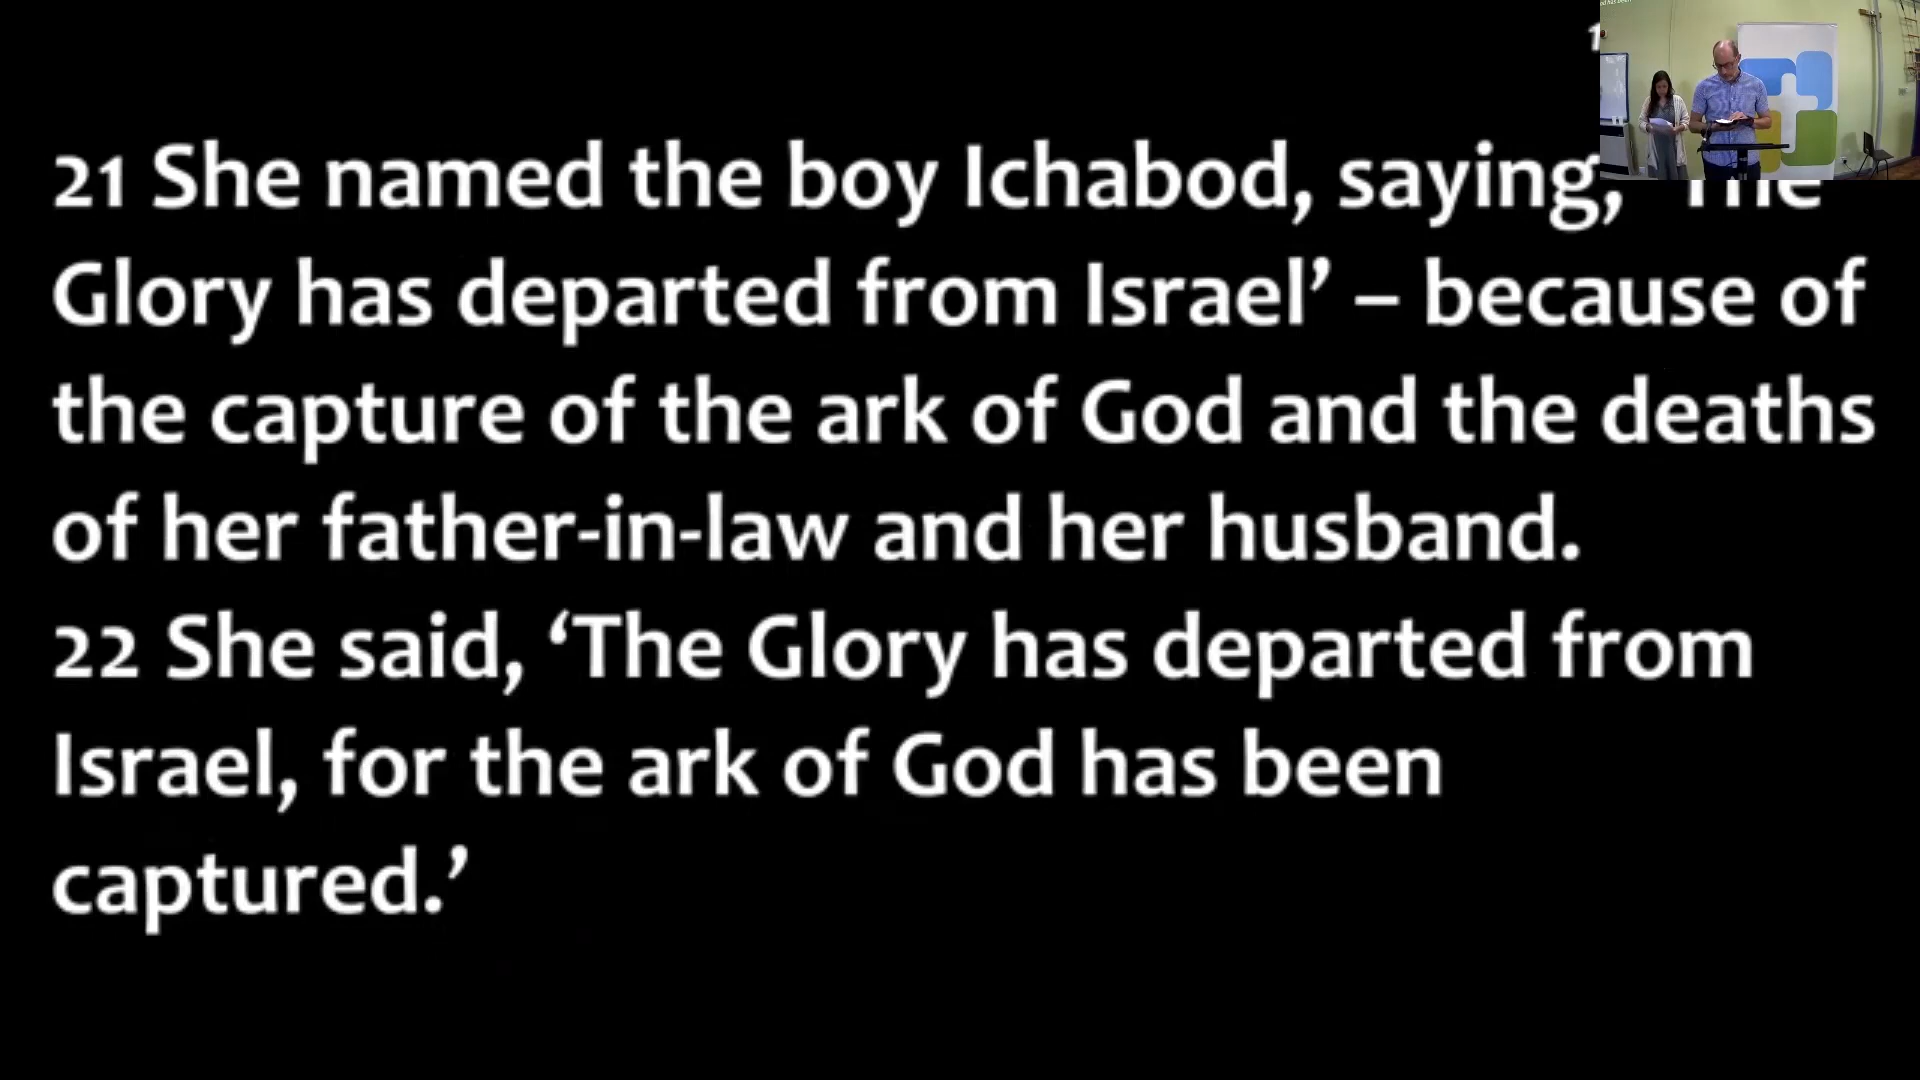 21 She named the boy Ichabod, saying, ‘The
Glory has departed from Israel’ – because of
the capture of the ark of God and the deaths
of her father-in-law and her husband.
22 She said, ‘The Glory has departed from
Israel, for the ark of God has been
captured.’